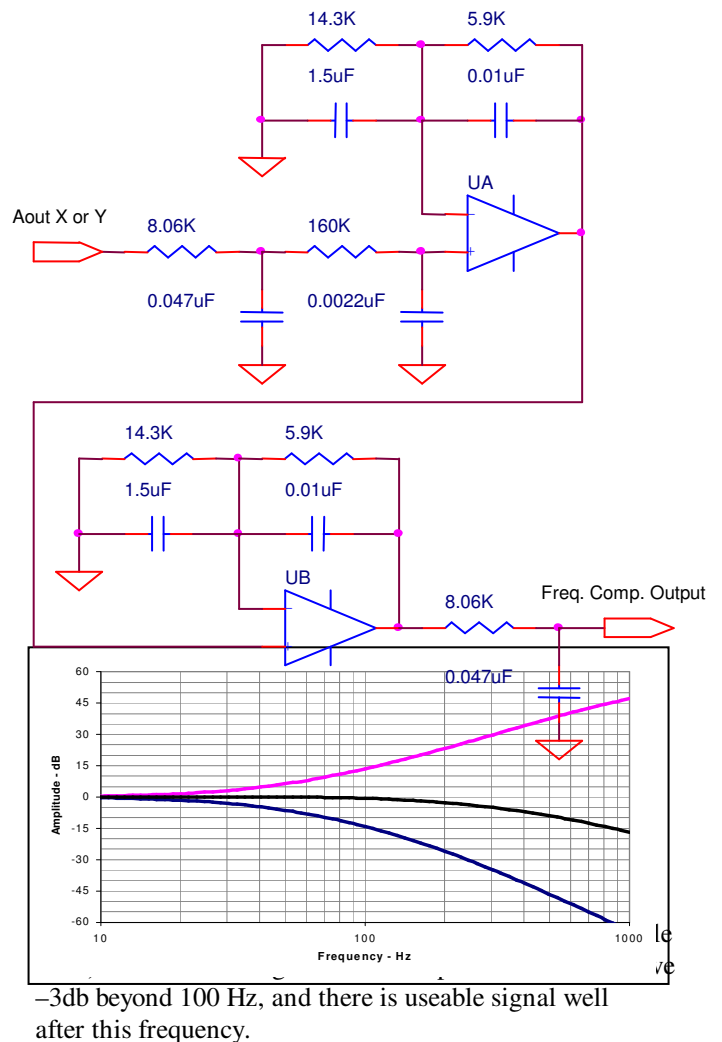 14.3K 5.9K
1.5uF 0.01uF
UA
Aout X or Y
8.06K 160K
0.047uF 0.0022uF
14.3K 5.9K
1.5uF 0.01uF
UB
8.06K
Freq. Comp. Output
0.047uF
60
45
30
15
0
-15
-30
-45
-60
Amplitude - dB
10 100 1000
Frequency - Hz
–3db beyond 100 Hz, and there is useable signal well
after this frequency.